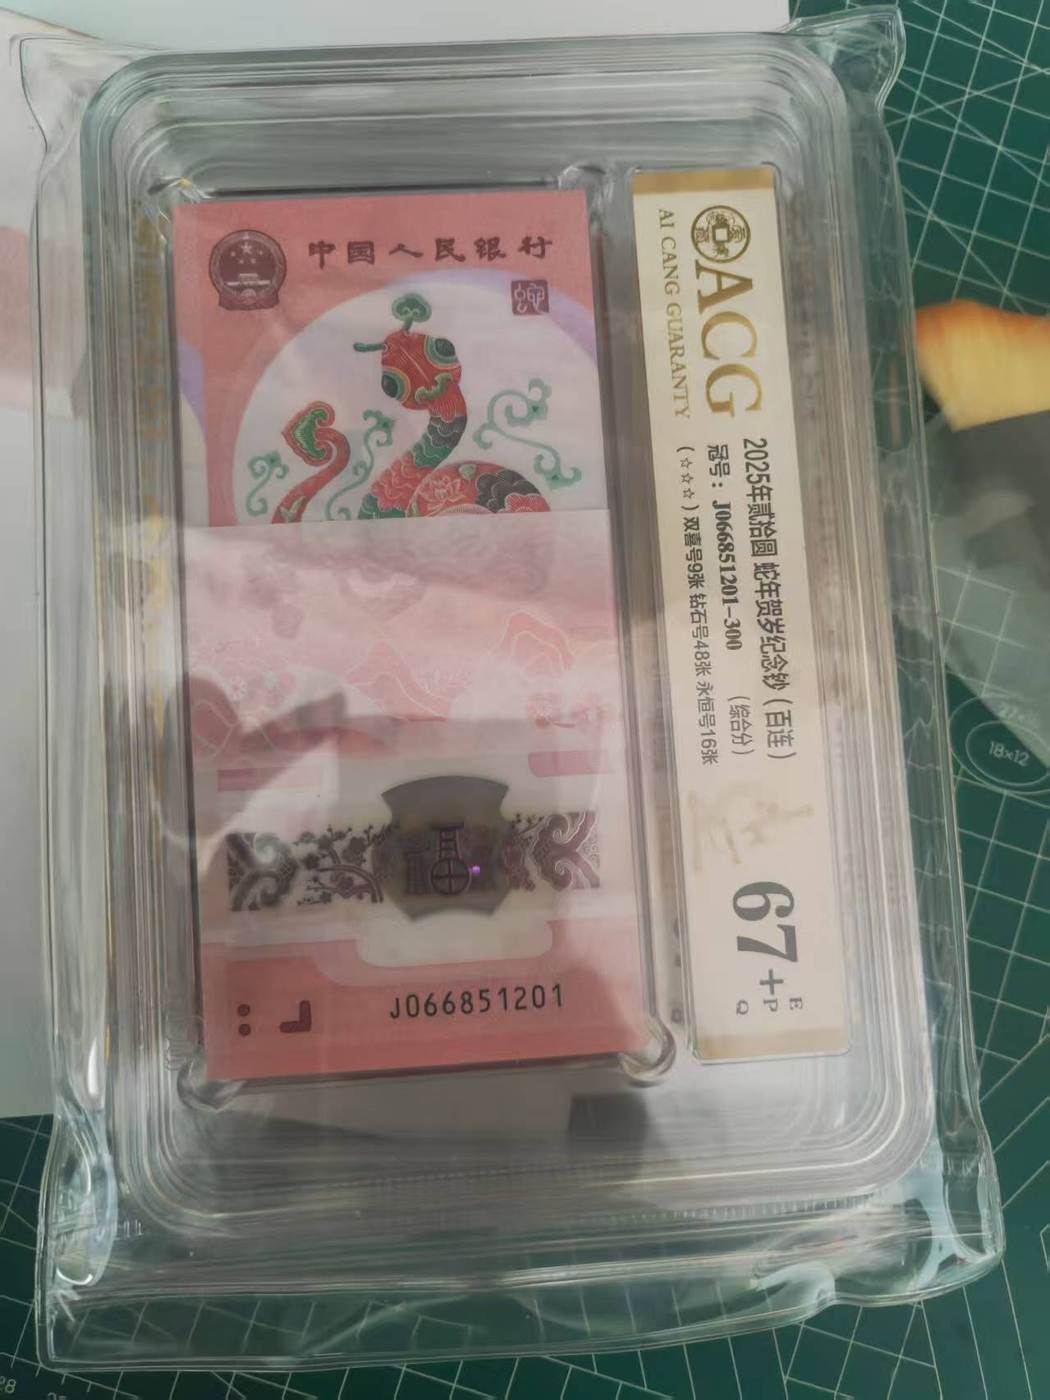 中国人民银行
J066851201
ACG
AI CANG GUARANTY
2025年贰拾圆 蛇年贺岁纪念钞（百连）
冠号：J066851201-300 （综合分）
（☆☆☆）双喜号9张 钻石号48张 永恒号16张
67+
E
P
Q
18×12